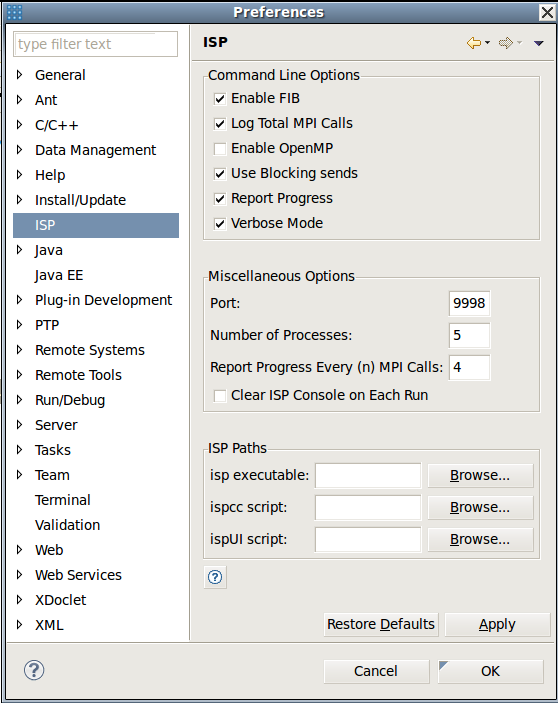 Preferences
type filter text
General
Ant
C/C++
Data Management
Help
Install/Update
ISP
Java
Java EE
Plug-in Development
PTP
Remote Systems
Remote Tools
Run/Debug
Server
Tasks
Team
Terminal
Validation
Web
Web Services
XDoclet
XML
ISP
Command Line Options
Enable FIB
Log Total MPI Calls
Enable OpenMP
Use Blocking sends
Report Progress
Verbose Mode
Miscellaneous Options
Port: 9998
Number of Processes: 5
Report Progress Every (n) MPI Calls: 4
Clear ISP Console on Each Run
ISP Paths
isp executable: Browse...
ispcc script: Browse...
ispUI script: Browse...
?
Restore Defaults Apply
? Cancel OK